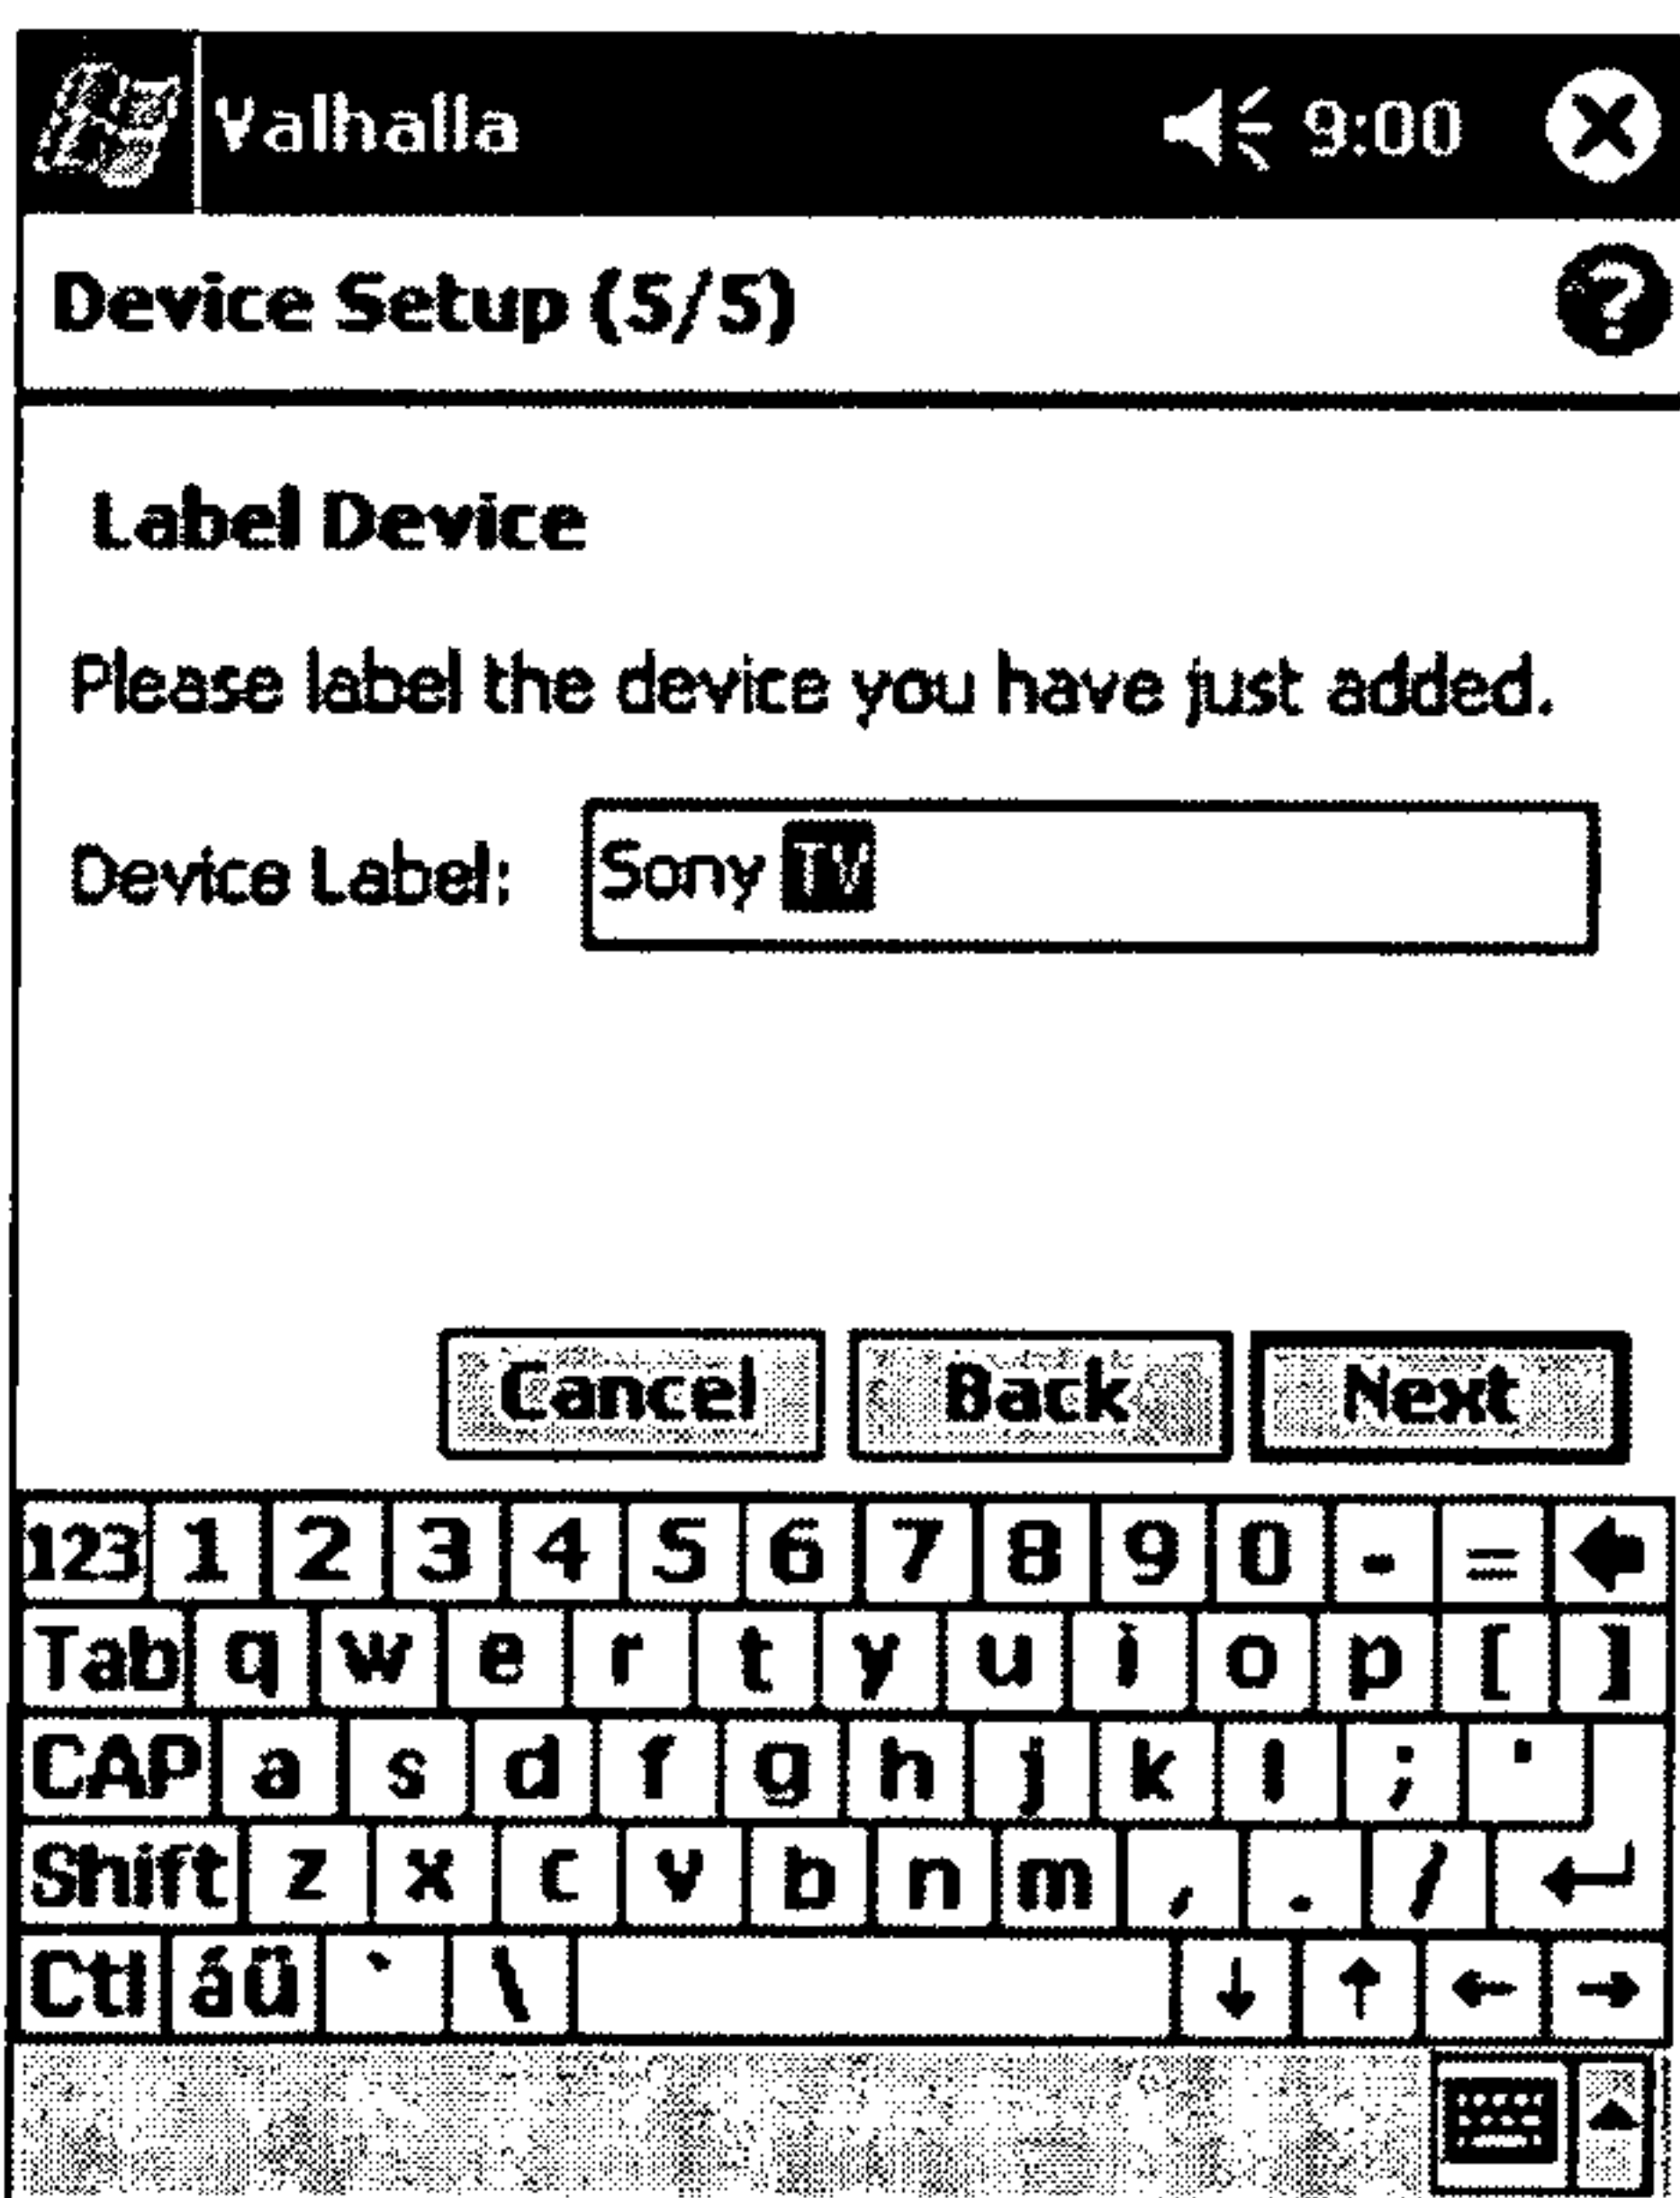 Valhalla 9:00
Device Setup (5/5) ?
Label Device
Please label the device you have just added.
Device Label: Sony TV
Cancel Back Next
123 1 2 3 4 5 6 7 8 9 0 - = 
Tab q w e r t y u i o p [ ]
CAP a s d f g h j k l ; '
Shift z x c v b n m , . /
Ctl áü ` \ ↓ ↑ ← →